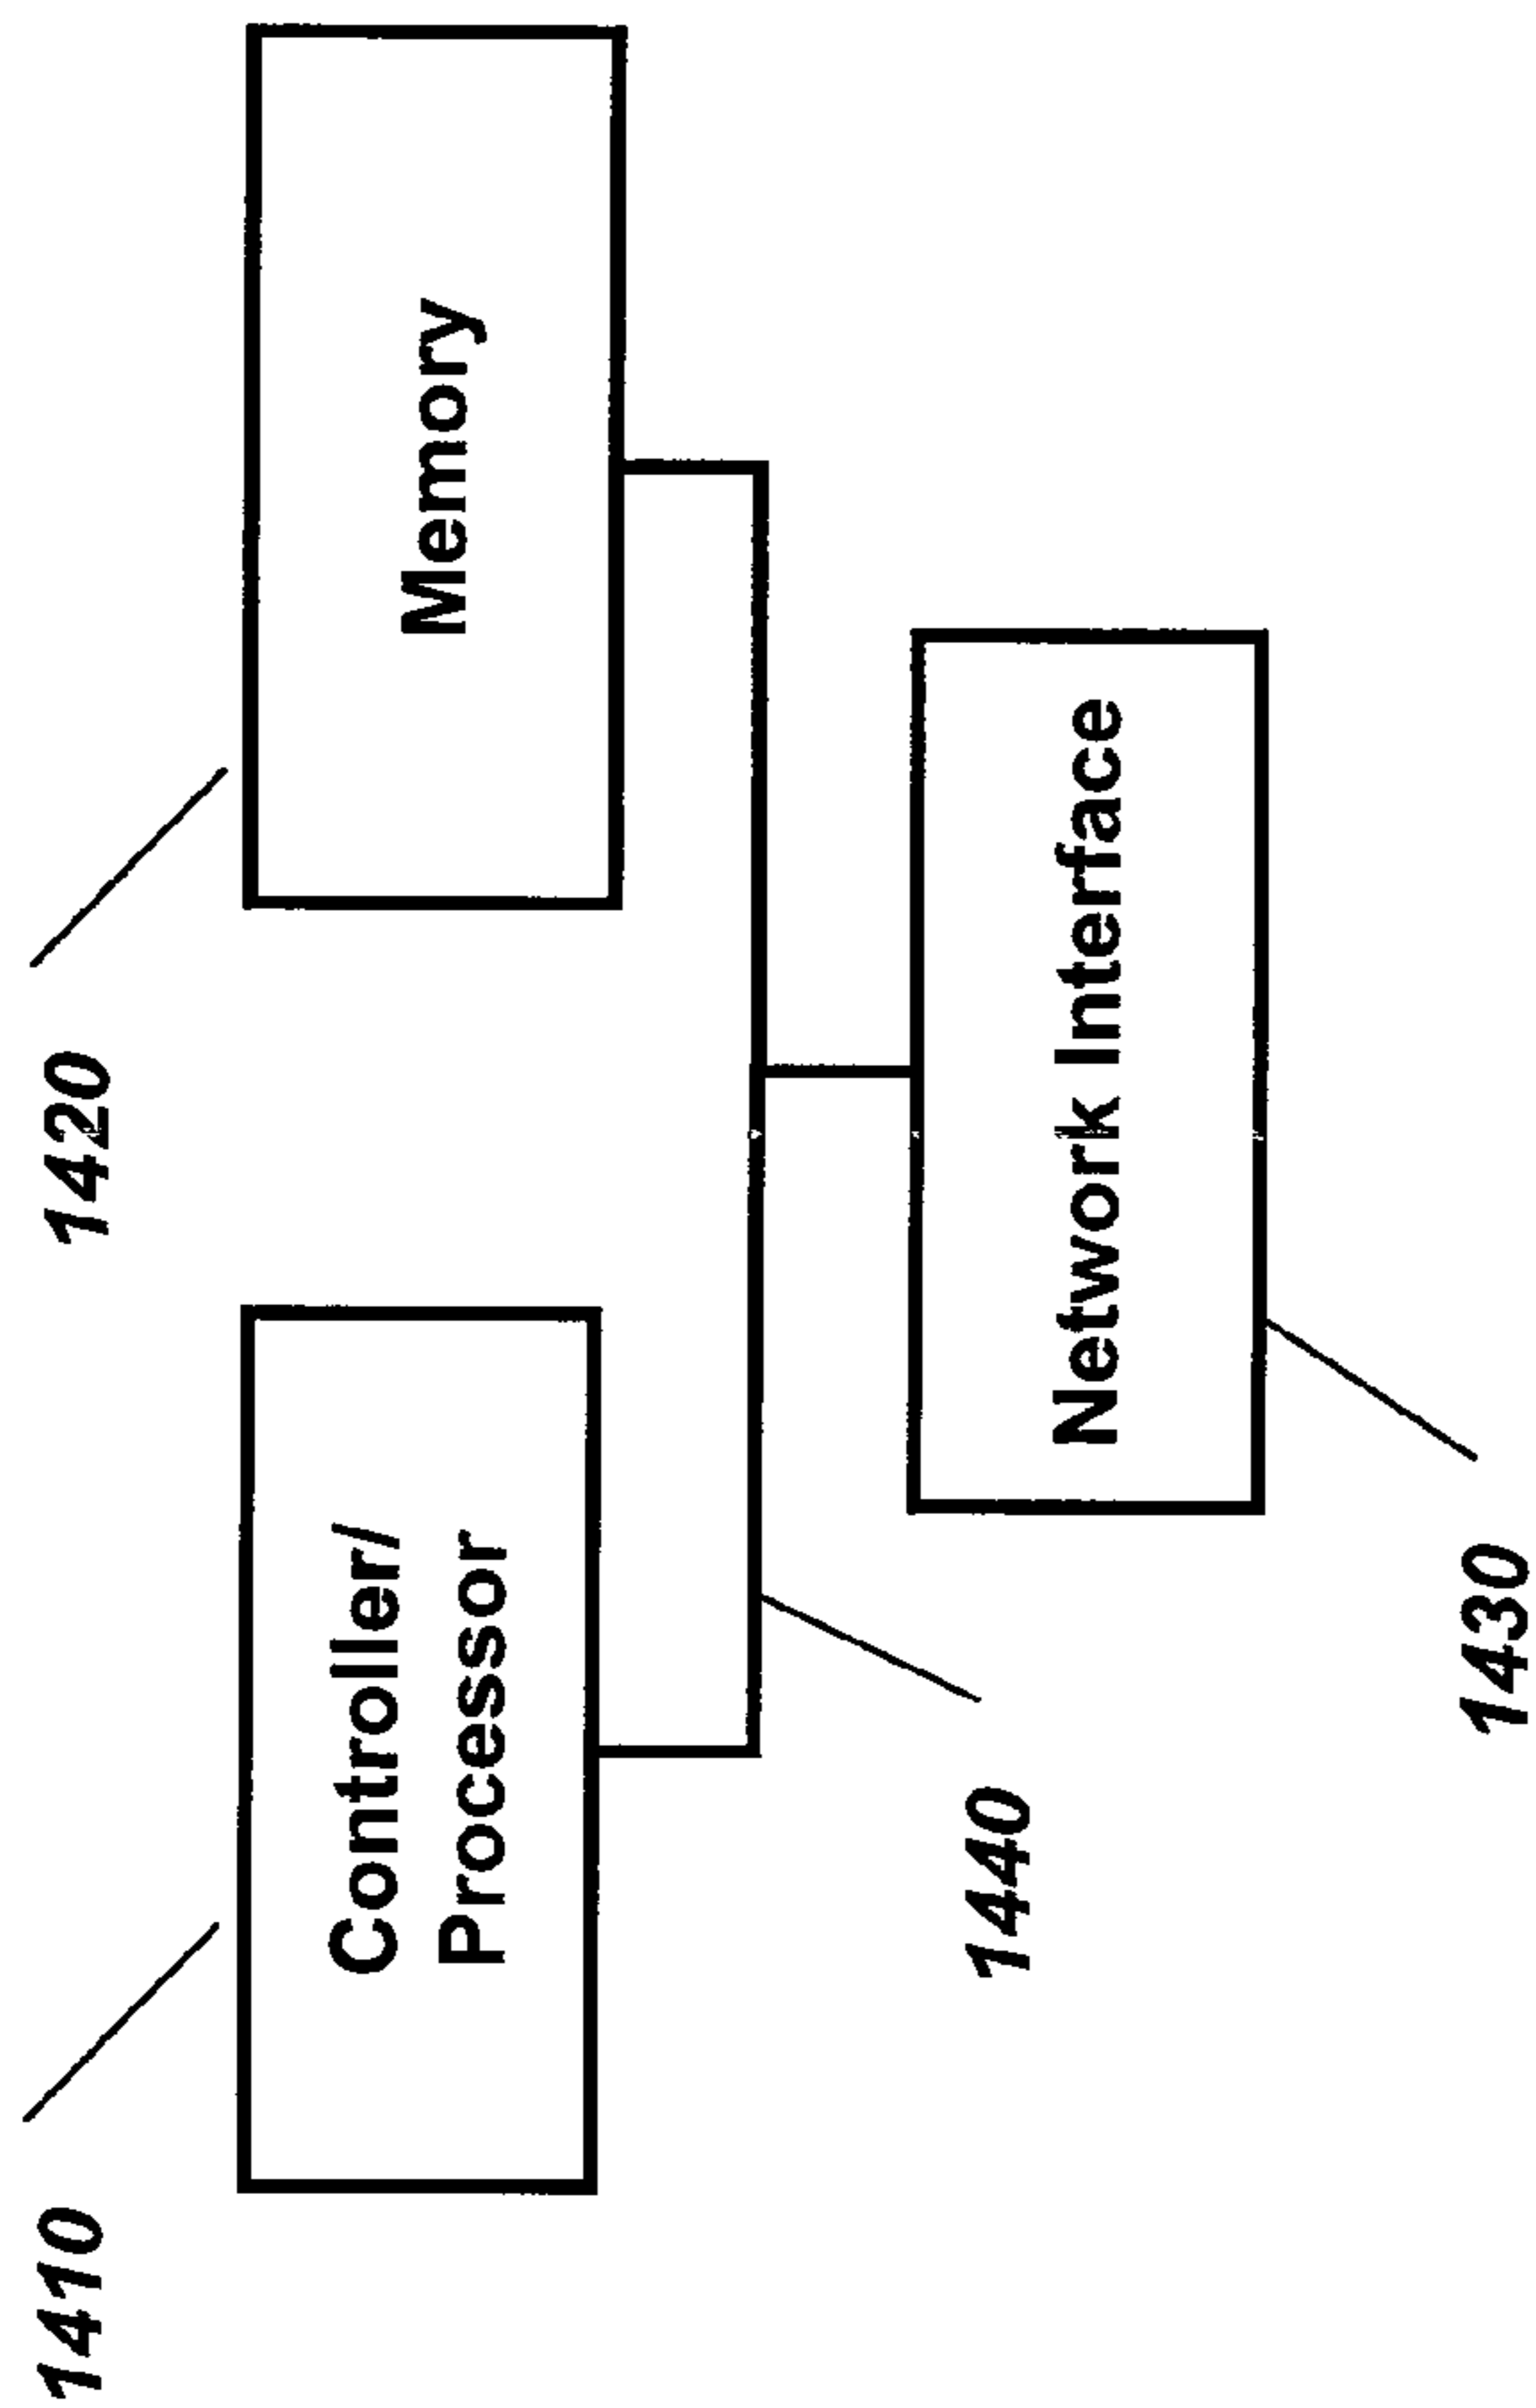 1410
Controller/
Processor
1420
Memory
1440
Network Interface
1430